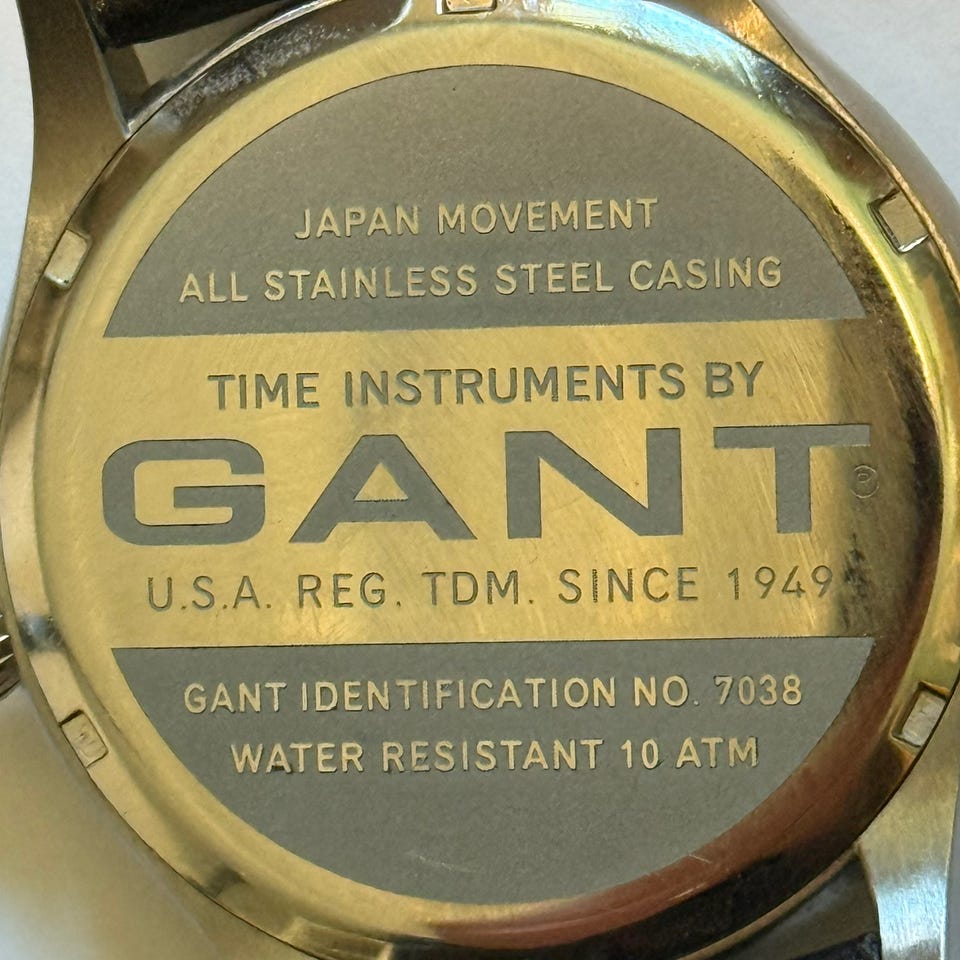 JAPAN MOVEMENT
ALL STAINLESS STEEL CASING
TIME INSTRUMENTS BY
GANT®
U.S.A. REG. TDM. SINCE 1949
GANT IDENTIFICATION NO. 7038
WATER RESISTANT 10 ATM